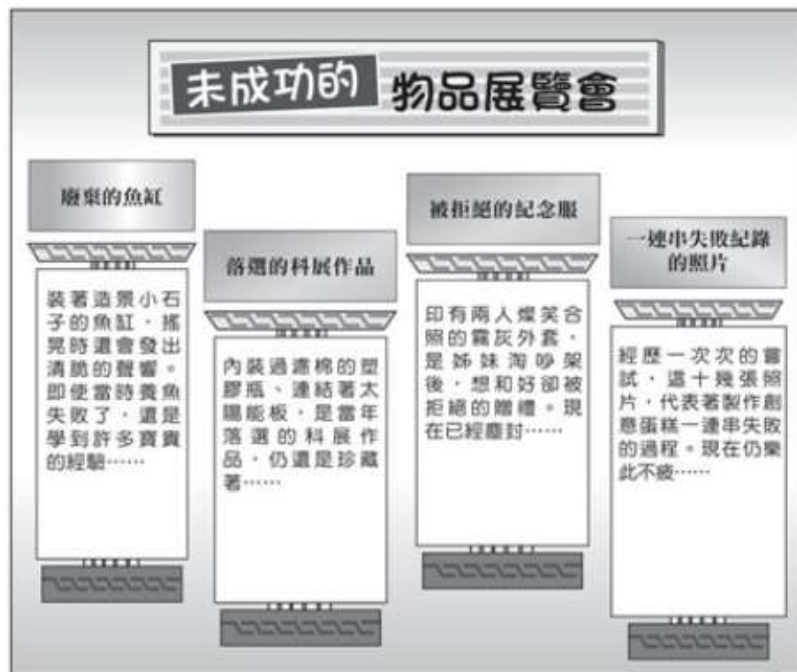 未成功的 物品展覽會
廢棄的魚缸
裝著造景小石
子的魚缸，搖
晃時還會發出
清脆的聲響。
即使當時養魚
失敗了，還是
學到許多寶貴
的經驗……
落選的科展作品
內裝過濾棉的塑
膠瓶、連結著太
陽能板，是當年
落選的科展作
品，仍還是珍藏
著……
被拒絕的紀念服
印有兩人燦笑合
照的霧灰外套，
是姊妹淘吵架
後，想和好卻被
拒絕的贈禮。現
在已經塵封……
一連串失敗紀錄
的照片
經歷一次次的嘗
試，這十幾張照
片，代表著製作創
意蛋糕一連串失敗
的過程。現在仍樂
此不疲……